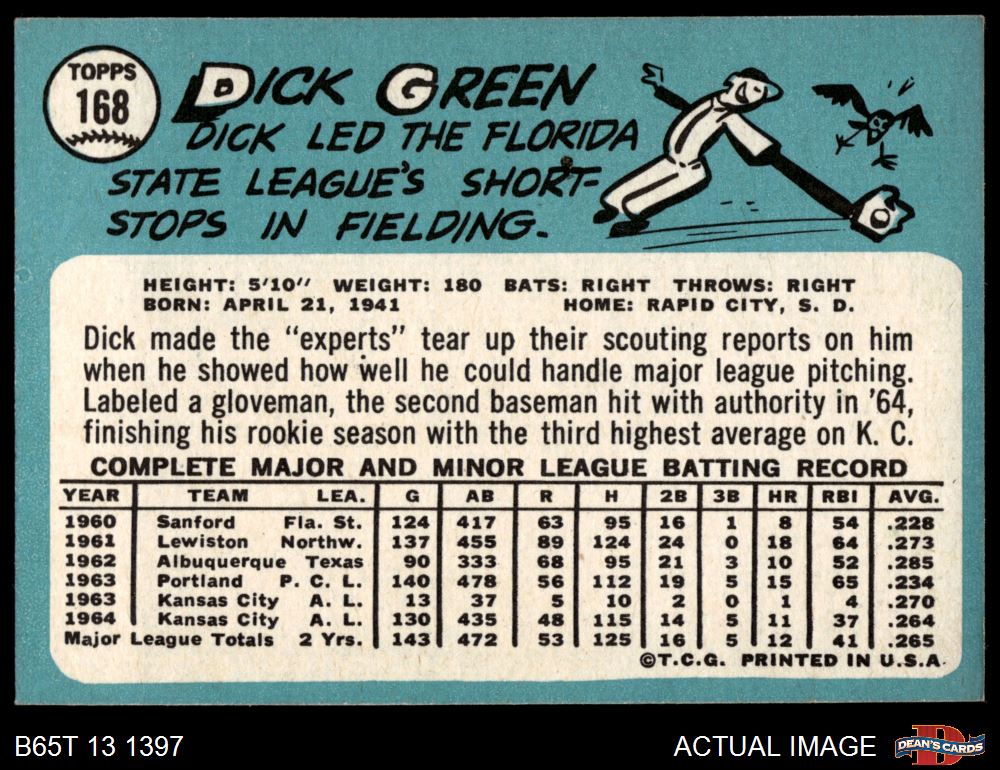 TOPPS
168
DICK GREEN
DICK LED THE FLORIDA
STATE LEAGUE'S SHORT-
STOPS IN FIELDING.
HEIGHT: 5'10" WEIGHT: 180 BATS: RIGHT THROWS: RIGHT
BORN: APRIL 21, 1941 HOME: RAPID CITY, S. D.
Dick made the "experts" tear up their scouting reports on him
when he showed how well he could handle major league pitching.
Labeled a gloveman, the second baseman hit with authority in '64,
finishing his rookie season with the third highest average on K. C.
COMPLETE MAJOR AND MINOR LEAGUE BATTING RECORD
YEAR TEAM LEA. G AB R H 2B 3B HR RBI AVG.
1960 Sanford Fla. St. 124 417 63 95 16 1 8 54 .228
1961 Lewiston Northw. 137 455 89 124 24 0 18 64 .273
1962 Albuquerque Texas 90 333 68 95 21 3 10 52 .285
1963 Portland P. C. L. 140 478 56 112 19 5 15 65 .234
1963 Kansas City A. L. 13 37 5 10 2 0 1 4 .270
1964 Kansas City A. L. 130 435 48 115 14 5 11 37 .264
Major League Totals 2 Yrs. 143 472 53 125 16 5 12 41 .265
©T.C.G. PRINTED IN U.S.A.
B65T 13 1397 ACTUAL IMAGE DEAN'S CARDS